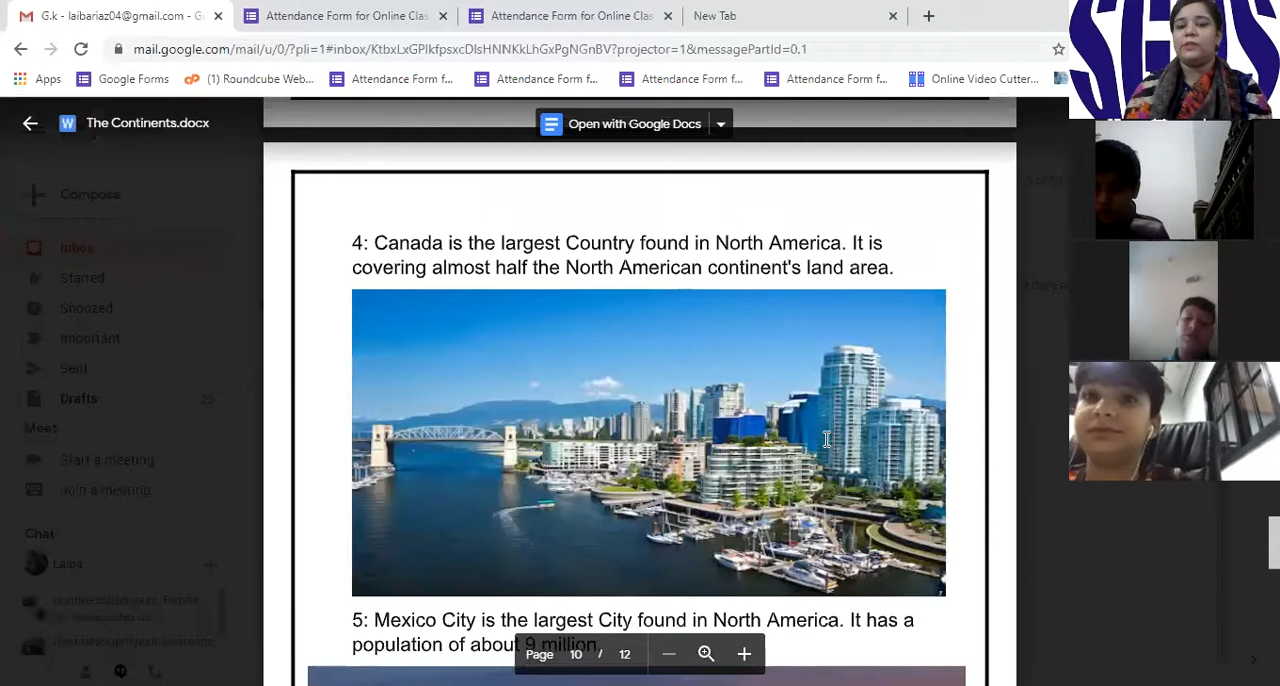 G.k - laibariaz04@gmail.com - G
Attendance Form for Online Clas
Attendance Form for Online Clas
New Tab
mail.google.com/mail/u/0/?pli=1#inbox/KtbxLxGPlkfpsxcDlsHNNKkLhGxPgNGnBV?projector=1&messagePartId=0.1
Apps
Google Forms
(1) Roundcube Web...
Attendance Form f...
Attendance Form f...
Attendance Form f...
Attendance Form f...
Online Video Cutter...
The Continents.docx
Open with Google Docs
Compose
Inbox
Starred
Snoozed
Important
Sent
Drafts
Meet
Start a meeting
Join a meeting
Chat
Laiba
4: Canada is the largest Country found in North America. It is
covering almost half the North American continent's land area.
5: Mexico City is the largest City found in North America. It has a
population of about 9 million.
Page 10 / 12